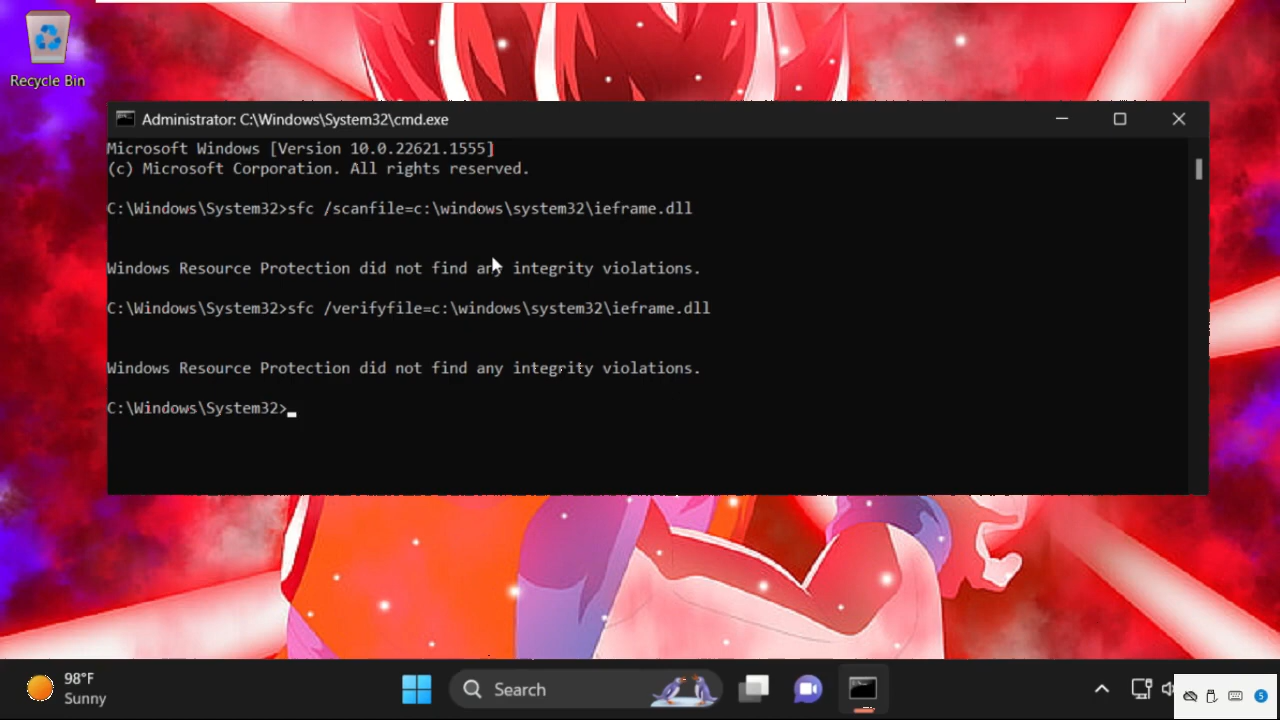 Recycle Bin
Administrator: C:\Windows\System32\cmd.exe
Microsoft Windows [Version 10.0.22621.1555]
(c) Microsoft Corporation. All rights reserved.
C:\Windows\System32>sfc /scanfile=c:\windows\system32\ieframe.dll
Windows Resource Protection did not find any integrity violations.
C:\Windows\System32>sfc /verifyfile=c:\windows\system32\ieframe.dll
Windows Resource Protection did not find any integrity violations.
C:\Windows\System32>
98°F
Sunny
Search
5